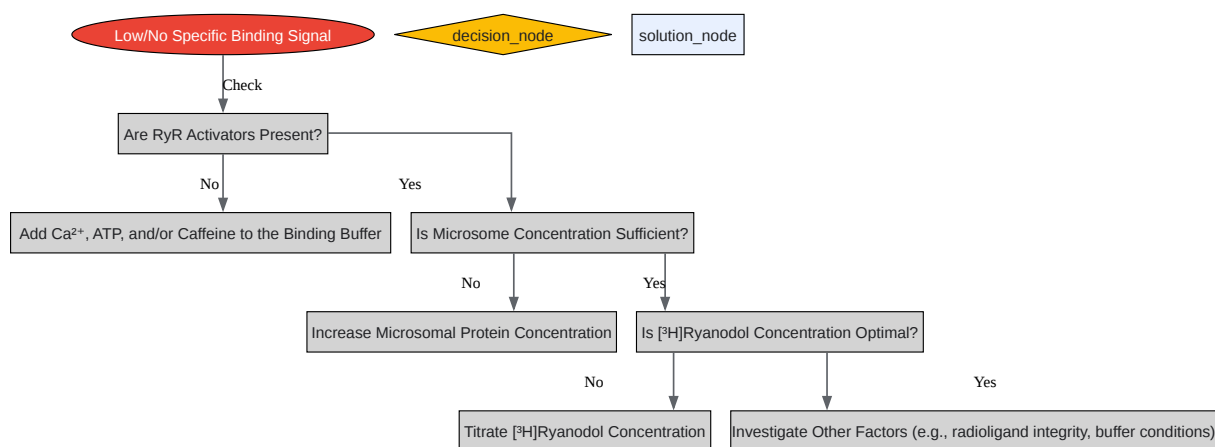 Low/No Specific Binding Signal
decision_node
solution_node
Check
Are RyR Activators Present?
No
Yes
Add Ca²⁺, ATP, and/or Caffeine to the Binding Buffer
Is Microsome Concentration Sufficient?
No
Yes
Increase Microsomal Protein Concentration
Is [³H]Ryanodol Concentration Optimal?
No
Yes
Titrate [³H]Ryanodol Concentration
Investigate Other Factors (e.g., radioligand integrity, buffer conditions)